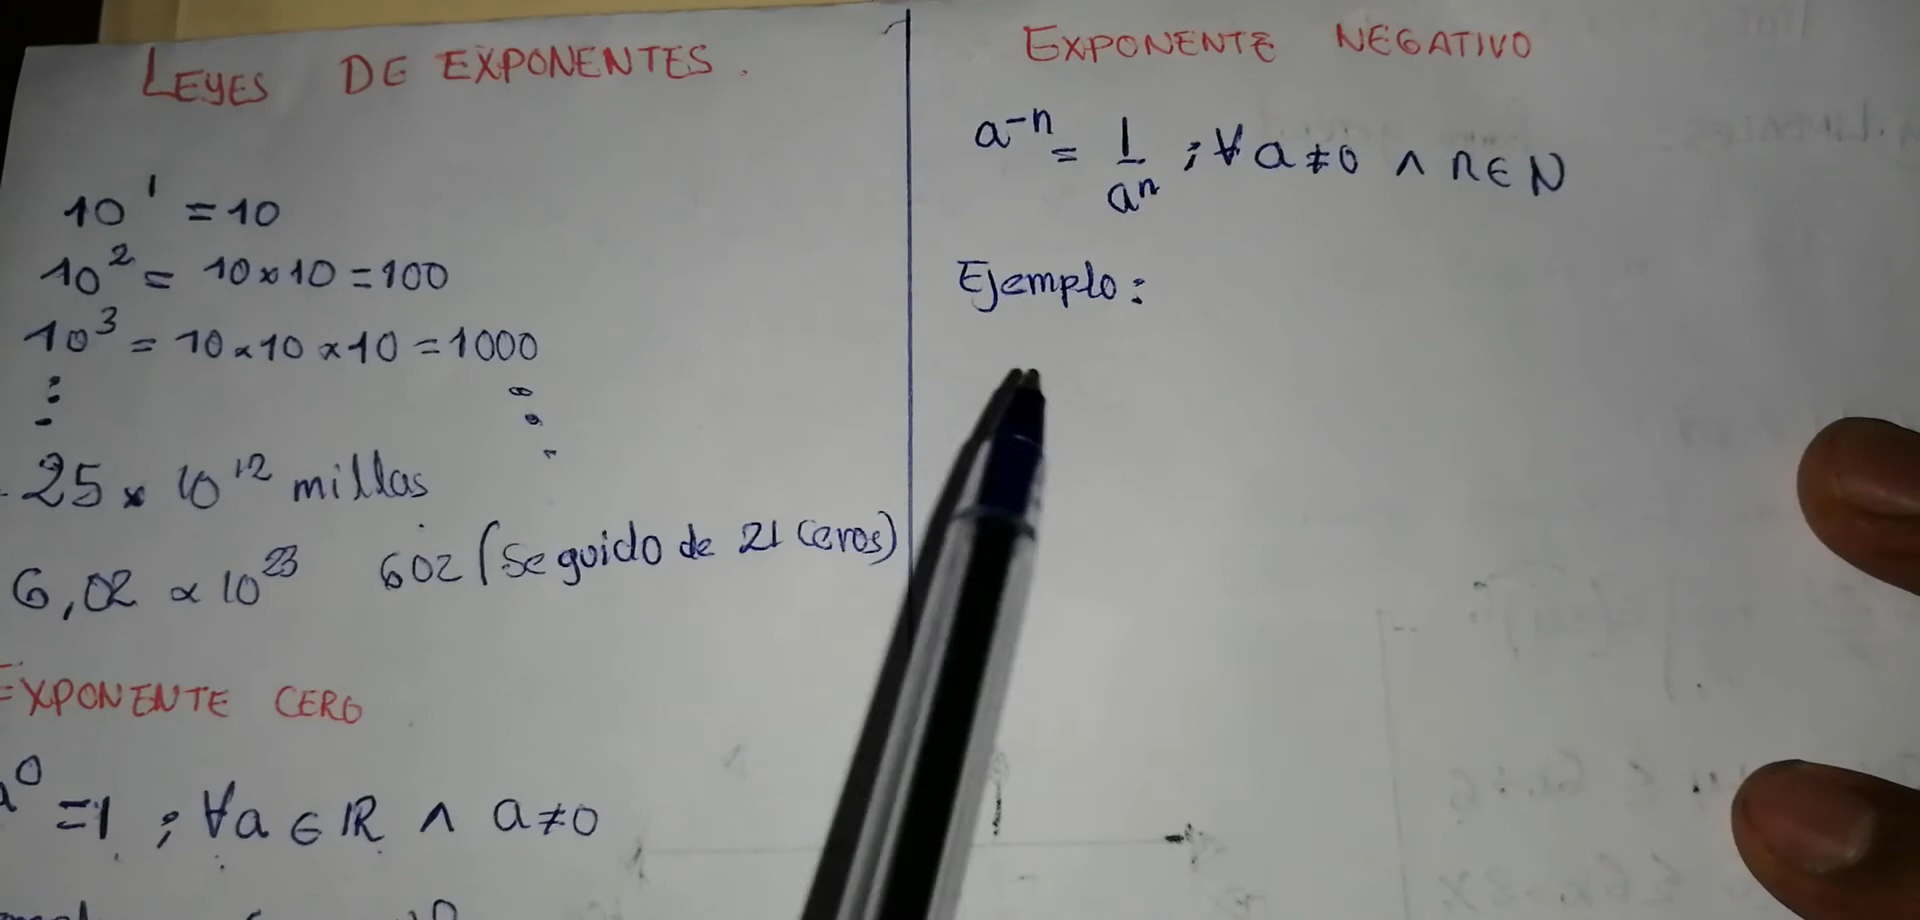 LEYES DE EXPONENTES.
10¹ = 10
10² = 10 x 10 = 100
10³ = 10 x 10 x 10 = 1000
25 x 10¹² millas
6,02 x 10²³ 602 (Seguido de 21 Ceros)
EXPONENTE CERO
a⁰ = 1 ; ∀a ∈ ℝ ∧ a ≠ 0
EXPONENTE NEGATIVO
a⁻ⁿ = 1/aⁿ ; ∀ a ≠ 0 ∧ n ∈ N
Ejemplo: